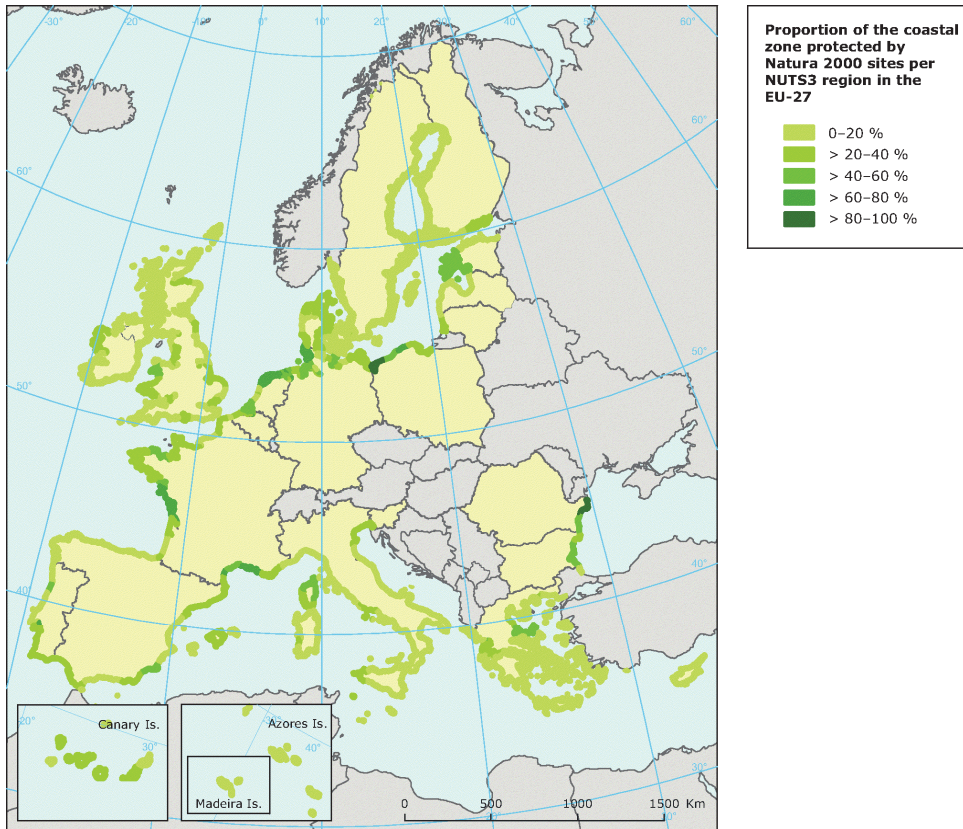 -30°
-20°
-10°
0°
10°
20°
30°
40°
50°
60°
60°
60°
50°
50°
40°
40°
30°
Canary Is.
-20°
30°
Azores Is.
40°
Madeira Is.
0
500
1000
1500 Km
Proportion of the coastal
zone protected by
Natura 2000 sites per
NUTS3 region in the
EU-27
0–20 %
> 20–40 %
> 40–60 %
> 60–80 %
> 80–100 %